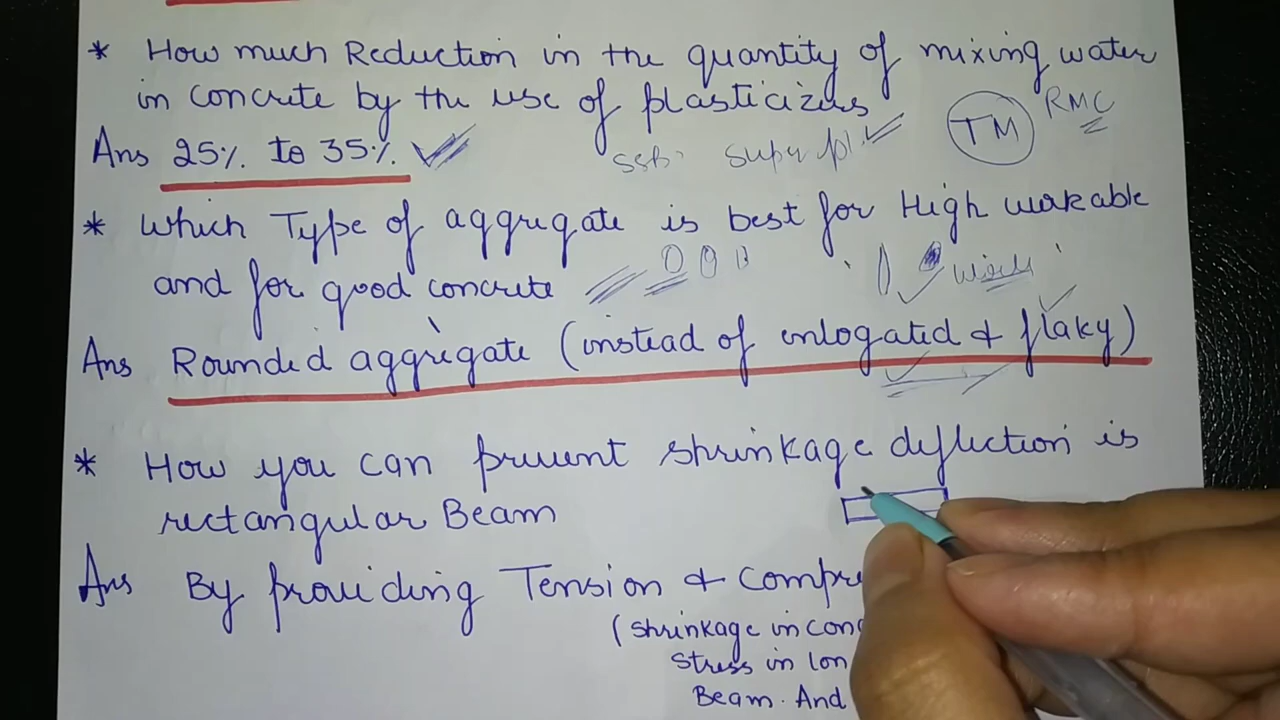 * How much Reduction in the quantity of mixing water
in concrete by the use of plasticizers
RMC
TM
Ans 25% to 35%.
super pl.
* Which Type of aggregate is best for High workable
and for good concrete
Ans Rounded aggregate (instead of enlogated & flaky)
* How you can prevent shrinkage deflection is
rectangular Beam
Ans By providing Tension & Compre
(shrinkage in conc
stress in lon
Beam. And